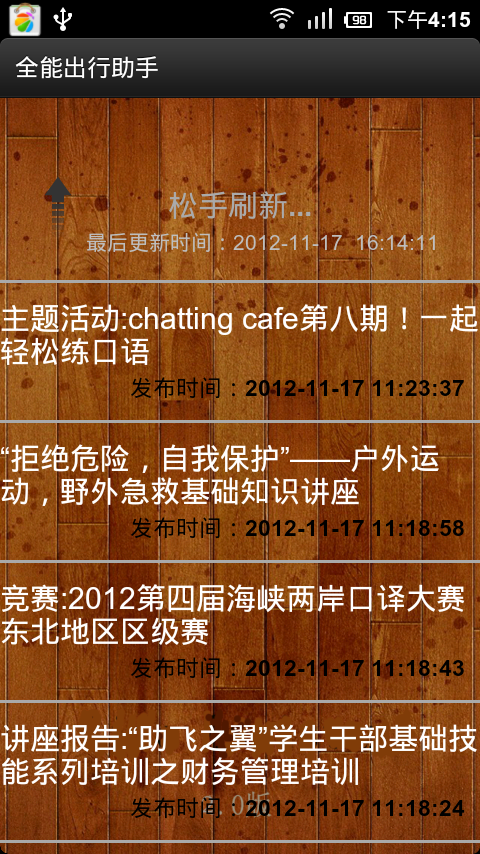 98 下午4:15
全能出行助手
松手刷新...
最后更新时间：2012-11-17 16:14:11
主题活动:chatting cafe第八期！一起
轻松练口语
发布时间：2012-11-17 11:23:37
“拒绝危险，自我保护”——户外运
动，野外急救基础知识讲座
发布时间：2012-11-17 11:18:58
竞赛:2012第四届海峡两岸口译大赛
东北地区区级赛
发布时间：2012-11-17 11:18:43
讲座报告:“助飞之翼”学生干部基础技
能系列培训之财务管理培训
发布时间：2012-11-17 11:18:24